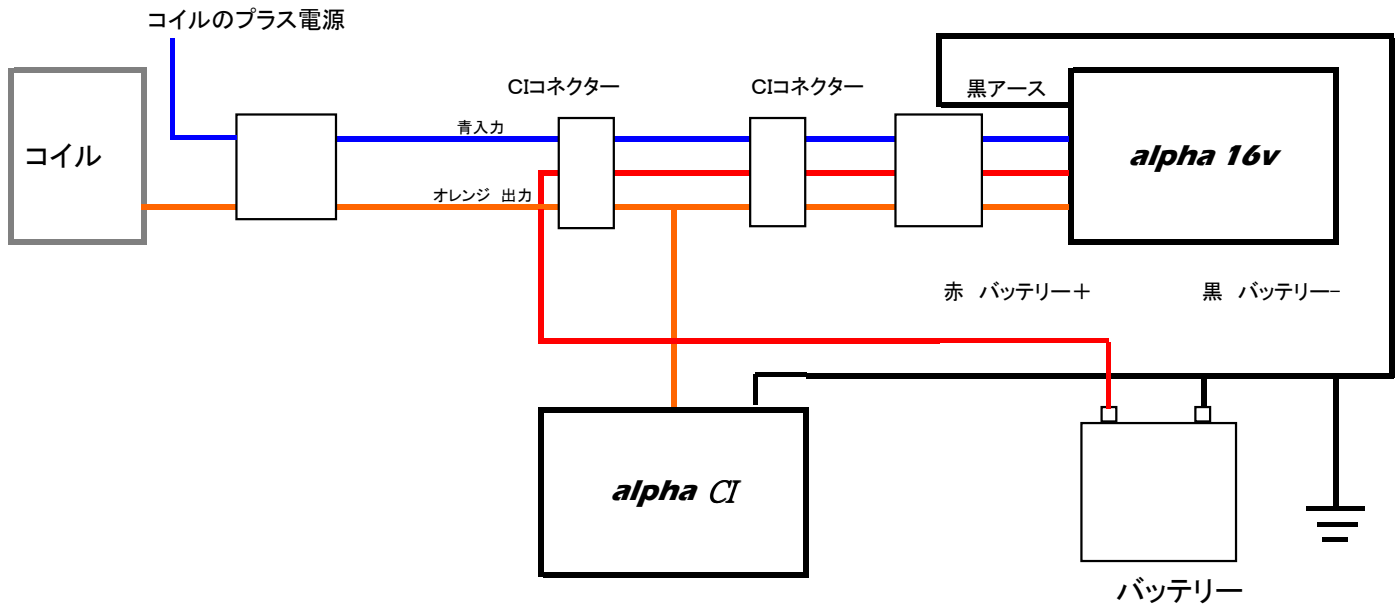 コイルのプラス電源
CIコネクター
CIコネクター
黒アース
コイル
青入力
alpha 16v
オレンジ 出力
赤 バッテリー＋
黒 バッテリー−
alpha CI
バッテリー